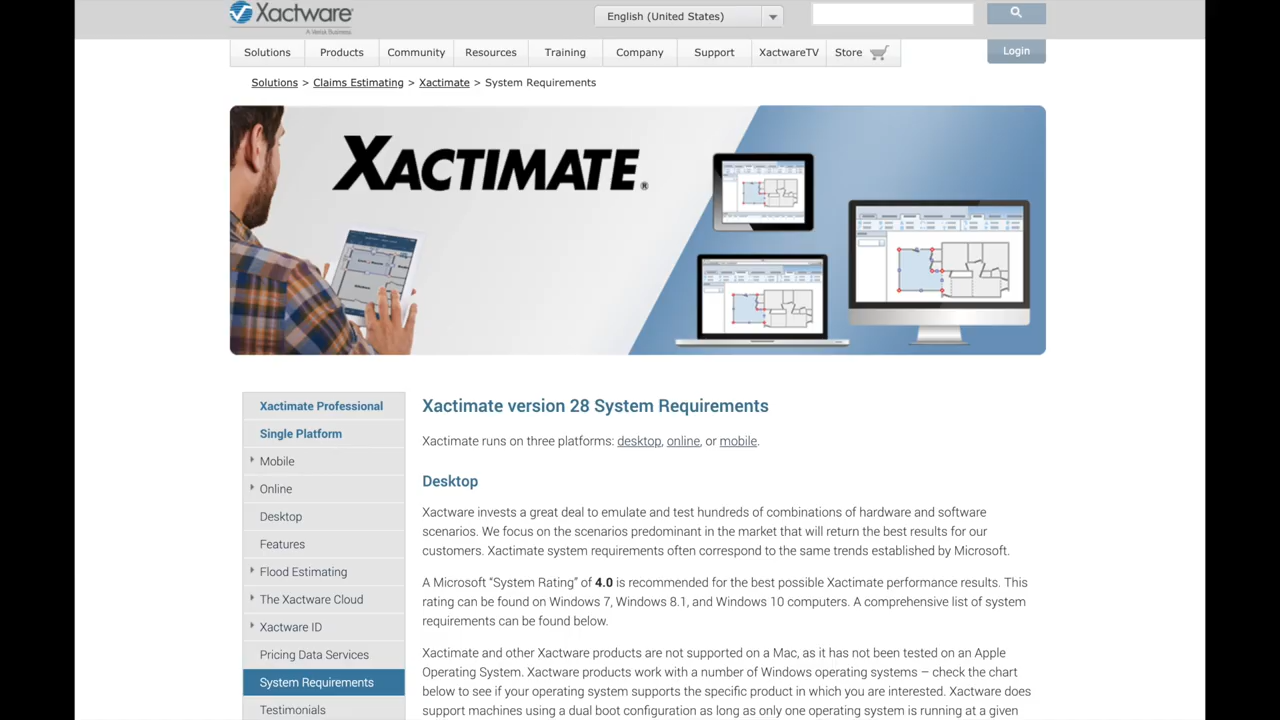 Xactware
A Verisk Business
English (United States)
Solutions
Products
Community
Resources
Training
Company
Support
XactwareTV
Store
Login
Solutions > Claims Estimating > Xactimate > System Requirements
XACTIMATE®
Xactimate Professional
Single Platform
Mobile
Online
Desktop
Features
Flood Estimating
The Xactware Cloud
Xactware ID
Pricing Data Services
System Requirements
Testimonials
Xactimate version 28 System Requirements
Xactimate runs on three platforms: desktop, online, or mobile.
Desktop
Xactware invests a great deal to emulate and test hundreds of combinations of hardware and software
scenarios. We focus on the scenarios predominant in the market that will return the best results for our
customers. Xactimate system requirements often correspond to the same trends established by Microsoft.
A Microsoft “System Rating” of 4.0 is recommended for the best possible Xactimate performance results. This
rating can be found on Windows 7, Windows 8.1, and Windows 10 computers. A comprehensive list of system
requirements can be found below.
Xactimate and other Xactware products are not supported on a Mac, as it has not been tested on an Apple
Operating System. Xactware products work with a number of Windows operating systems – check the chart
below to see if your operating system supports the specific product in which you are interested. Xactware does
support machines using a dual boot configuration as long as only one operating system is running at a given